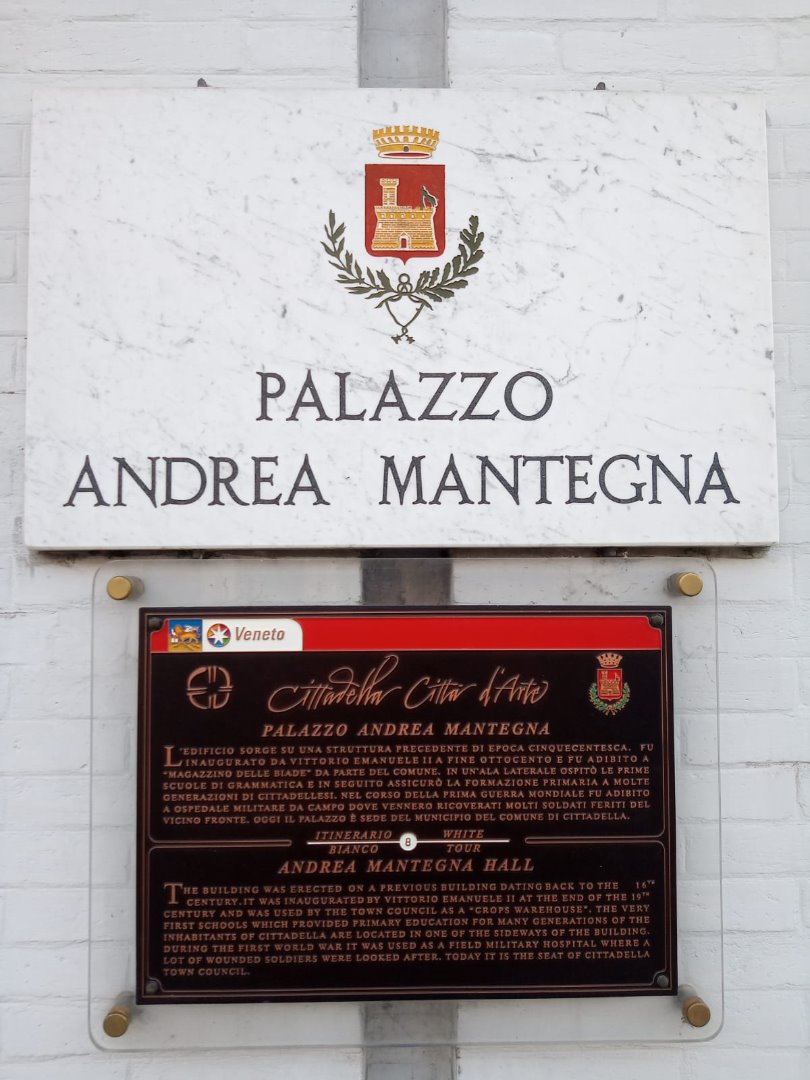 PALAZZO
ANDREA MANTEGNA
Veneto
Cittadella Città d'Arte
PALAZZO ANDREA MANTEGNA
L'EDIFICIO SORGE SU UNA STRUTTURA PRECEDENTE DI EPOCA CINQUECENTESCA. FU
INAUGURATO DA VITTORIO EMANUELE II A FINE OTTOCENTO E FU ADIBITO A
"MAGAZZINO DELLE BIADE" DA PARTE DEL COMUNE. IN UN'ALA LATERALE OSPITÒ LE PRIME
SCUOLE DI GRAMMATICA E IN SEGUITO ASSICURÒ LA FORMAZIONE PRIMARIA A MOLTE
GENERAZIONI DI CITTADELLESI. NEL CORSO DELLA PRIMA GUERRA MONDIALE FU ADIBITO
A OSPEDALE MILITARE DA CAMPO DOVE VENNERO RICOVERATI MOLTI SOLDATI FERITI DEL
VICINO FRONTE. OGGI IL PALAZZO È SEDE DEL MUNICIPIO DEL COMUNE DI CITTADELLA.
ITINERARIO WHITE
8
BIANCO TOUR
ANDREA MANTEGNA HALL
THE BUILDING WAS ERECTED ON A PREVIOUS BUILDING DATING BACK TO THE 16TH
CENTURY. IT WAS INAUGURATED BY VITTORIO EMANUELE II AT THE END OF THE 19TH
CENTURY AND WAS USED BY THE TOWN COUNCIL AS A "CROPS WAREHOUSE". THE VERY
FIRST SCHOOLS WHICH PROVIDED PRIMARY EDUCATION FOR MANY GENERATIONS OF THE
INHABITANTS OF CITTADELLA ARE LOCATED IN ONE OF THE SIDEWAYS OF THE BUILDING.
DURING THE FIRST WORLD WAR IT WAS USED AS A FIELD MILITARY HOSPITAL WHERE A
LOT OF WOUNDED SOLDIERS WERE LOOKED AFTER. TODAY IT IS THE SEAT OF CITTADELLA
TOWN COUNCIL.